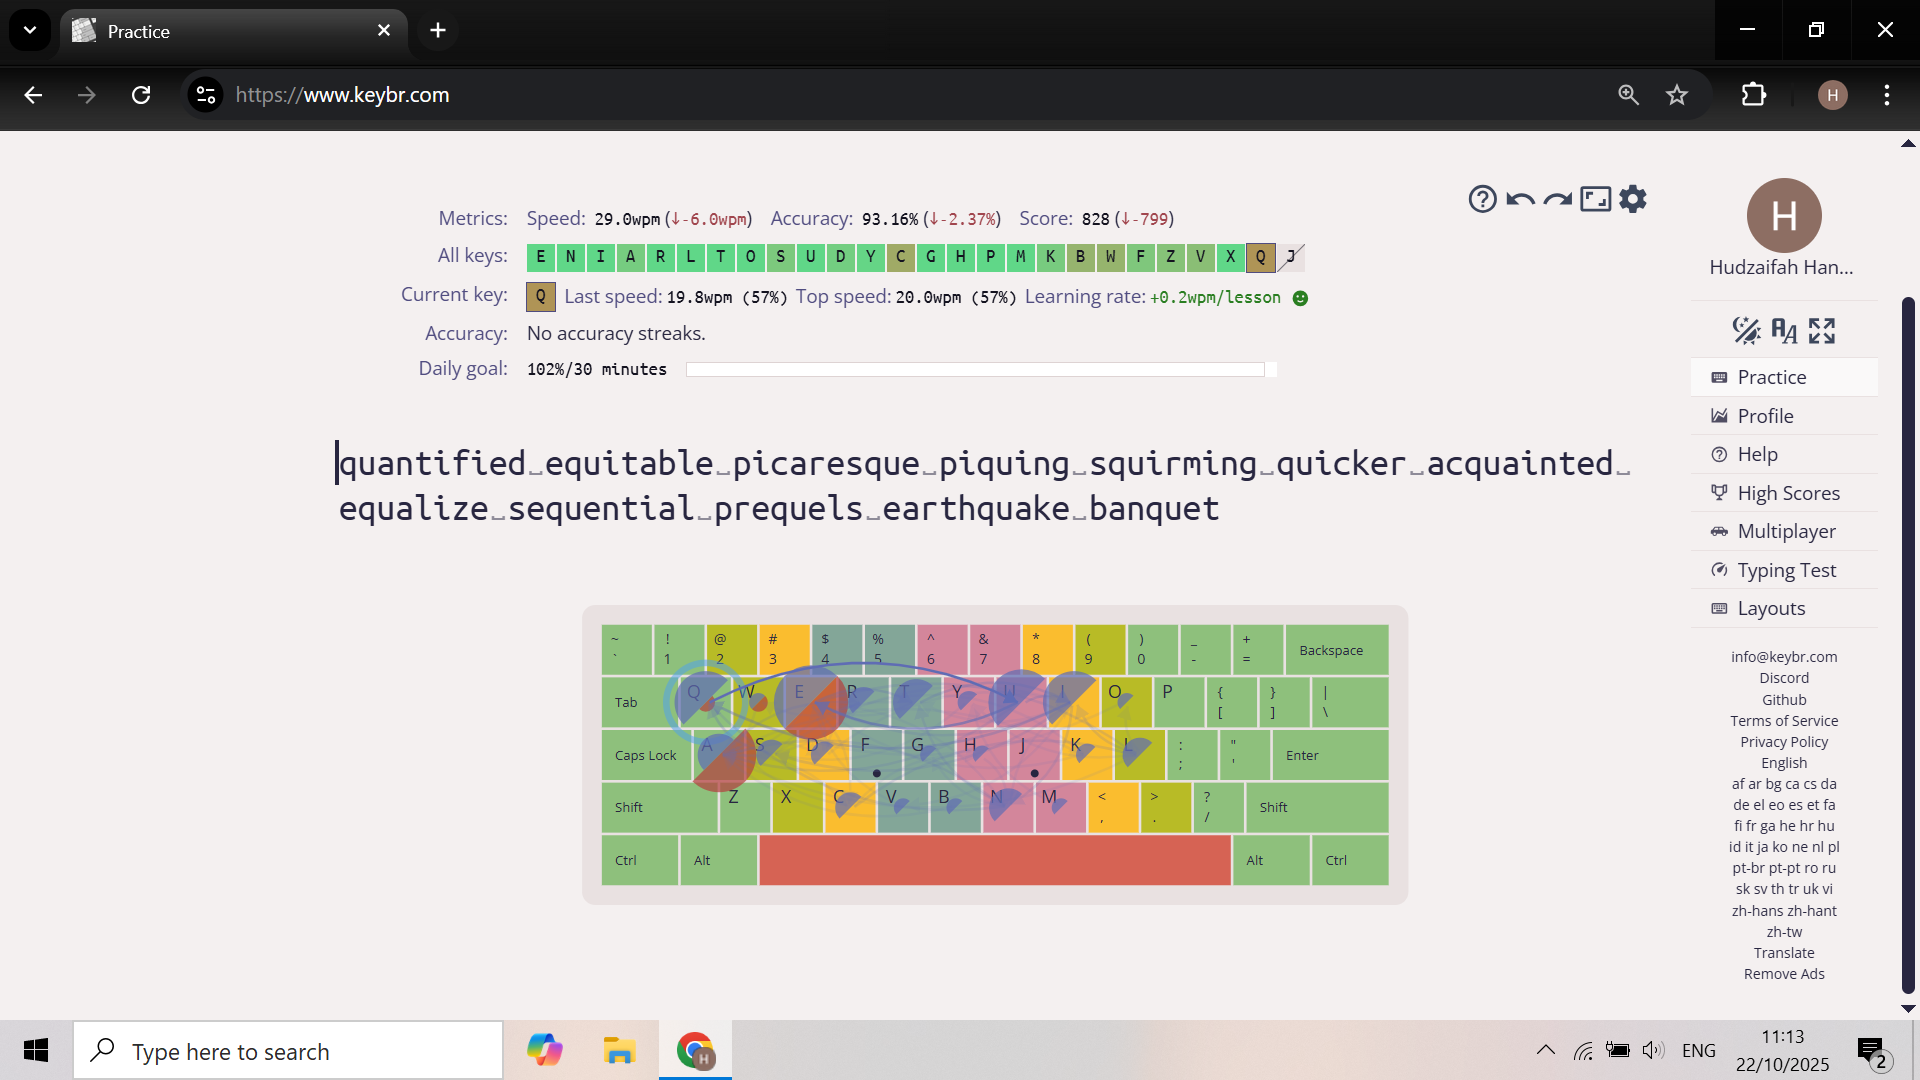 Practice
https://www.keybr.com
H
Metrics: Speed: 29.0wpm (↓-6.0wpm) Accuracy: 93.16% (↓-2.37%) Score: 828 (↓-799)
All keys: E N I A R L T O S U D Y C G H P M K B W F Z V X Q J
Current key: Q Last speed: 19.8wpm (57%) Top speed: 20.0wpm (57%) Learning rate: +0.2wpm/lesson
Accuracy: No accuracy streaks.
Daily goal: 102%/30 minutes
quantified equitable picaresque piquing squirming quicker acquainted
equalize sequential prequels earthquake banquet
~ ! @ # $ % ^ & * ( ) _ +
` 1 2 3 4 5 6 7 8 9 0 - = Backspace
Tab Q W E R T Y U I O P { } |
[ ] \
Caps Lock A S D F G H J K L : "
; ' Enter
Shift Z X C V B N M < > ?
, . / Shift
Ctrl Alt Alt Ctrl
H
Hudzaifah Han...
Practice
Profile
Help
High Scores
Multiplayer
Typing Test
Layouts
info@keybr.com
Discord
Github
Terms of Service
Privacy Policy
English
af ar bg ca cs da
de el eo es et fa
fi fr ga he hr hu
id it ja ko ne nl pl
pt-br pt-pt ro ru
sk sv th tr uk vi
zh-hans zh-hant
zh-tw
Translate
Remove Ads
Type here to search
H
ENG
11:13
22/10/2025
2